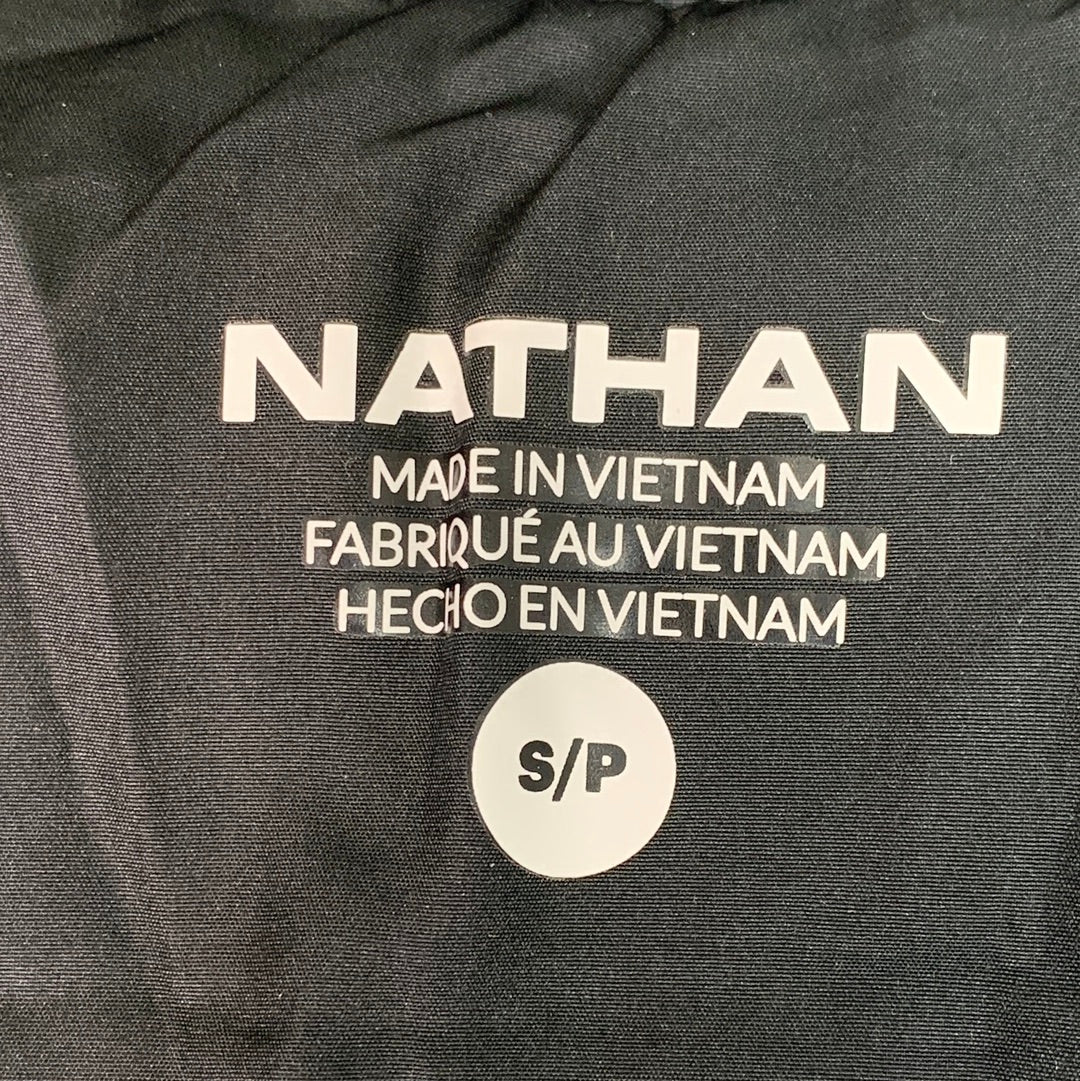 NATHAN
MADE IN VIETNAM
FABRIQUÉ AU VIETNAM
HECHO EN VIETNAM
S/P